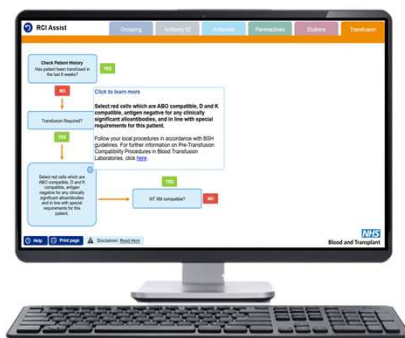 RCI Assist
Grouping
Antibody ID
Alternate
Panreactives
Elutions
Transfusion
Check Patient History
Has patient been transfused in
the last 6 weeks?
YES
NO
Click to learn more
Select red cells which are ABO compatible, D and K
compatible, antigen negative for any clinically
significant alloantibodies, and in line with special
requirements for this patient.
Transfusion Required?
Follow your local procedures in accordance with BSH
guidelines. For further information on Pre-Transfusion
Compatibility Procedures in Blood Transfusion
Laboratories, click here.
YES
Select red cells which are
ABO compatible, D and K
compatible, antigen
negative for any clinically
significant alloantibodies
and in line with special
requirements for this
patient.
YES
IAT XM compatible?
NO
Help
Print page
Disclaimer: Read Here
NHS
Blood and Transplant